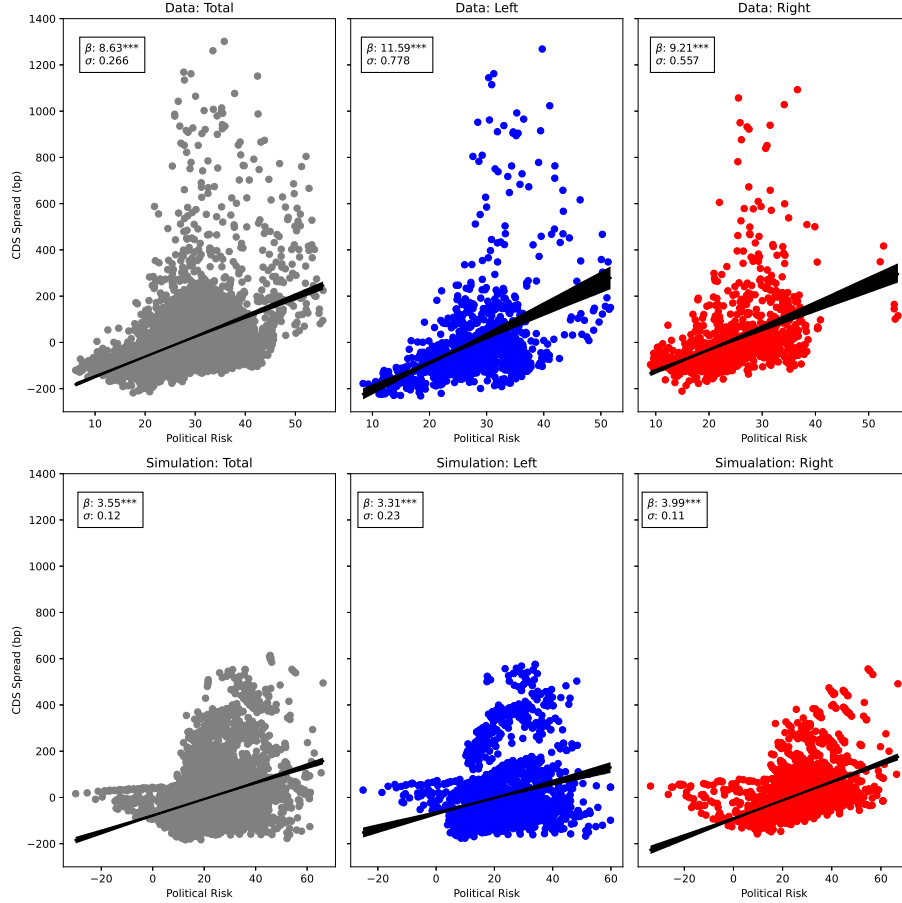 Data: Total
Data: Left
Data: Right
1400
1200
1000
800
600
400
200
0
−200
CDS Spread (bp)
β: 8.63***
σ: 0.266
β: 11.59***
σ: 0.778
β: 9.21***
σ: 0.557
10 20 30 40 50
10 20 30 40 50
10 20 30 40 50
Political Risk
Political Risk
Political Risk
Simulation: Total
Simulation: Left
Simualation: Right
1400
1200
1000
800
600
400
200
0
−200
CDS Spread (bp)
β: 3.55***
σ: 0.12
β: 3.31***
σ: 0.23
β: 3.99***
σ: 0.11
−20 0 20 40 60
−20 0 20 40 60
−20 0 20 40 60
Political Risk
Political Risk
Political Risk